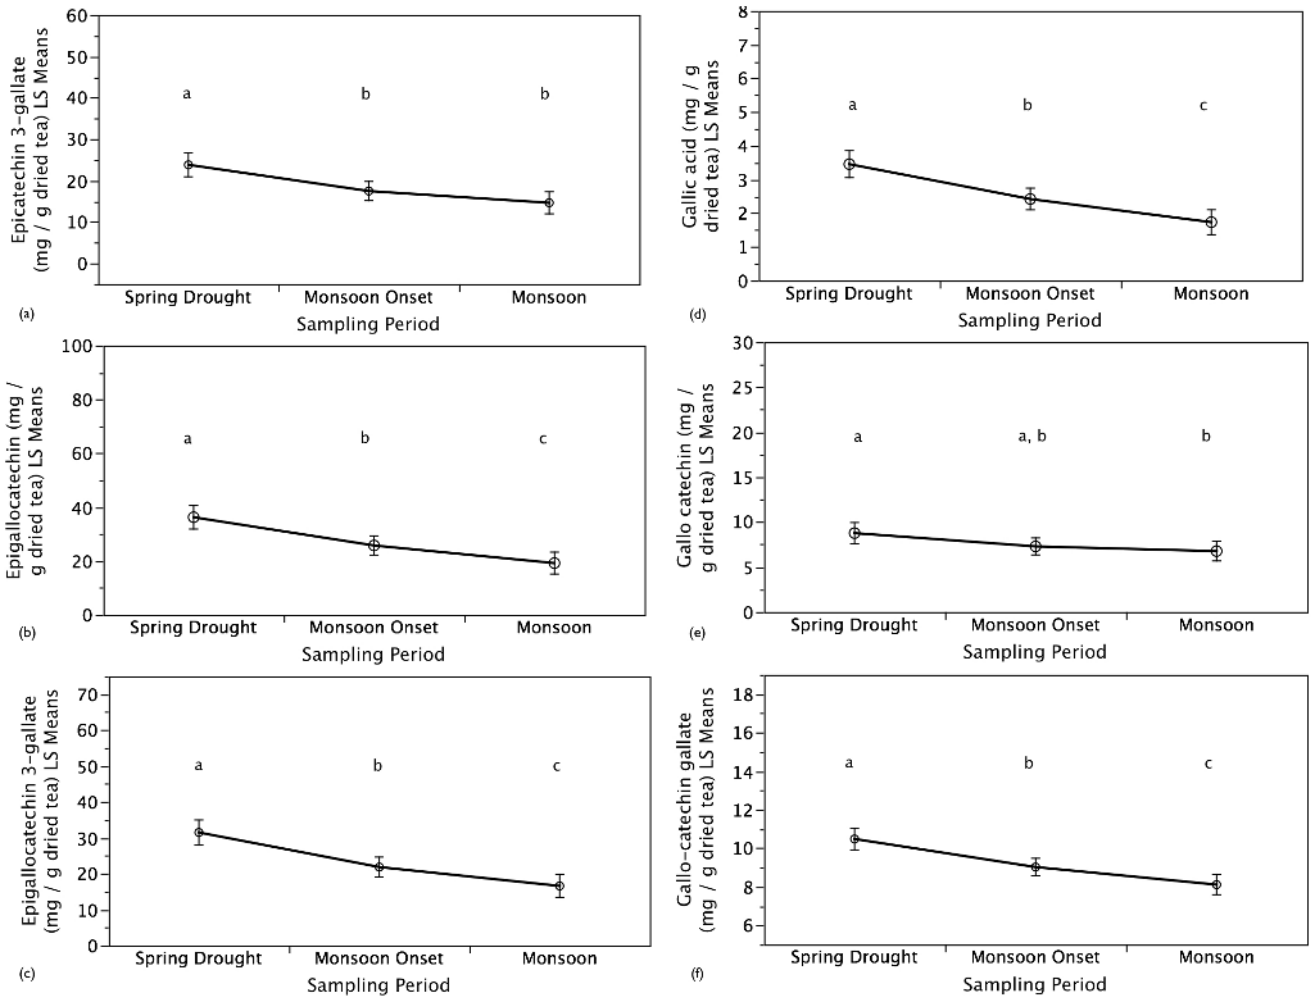 Epicatechin 3-gallate
(mg / g dried tea) LS Means
60
50
40
30
20
10
0
a
b
b
Spring Drought
Monsoon Onset
Monsoon
Sampling Period
(a)
Epigallocatechin (mg /
g dried tea) LS Means
100
80
60
40
20
0
a
b
c
Spring Drought
Monsoon Onset
Monsoon
Sampling Period
(b)
Epigallocatechin 3-gallate
(mg / g dried tea) LS Means
70
60
50
40
30
20
10
0
a
b
c
Spring Drought
Monsoon Onset
Monsoon
Sampling Period
(c)
Gallic acid (mg / g
dried tea) LS Means
8
7
6
5
4
3
2
1
0
a
b
c
Spring Drought
Monsoon Onset
Monsoon
Sampling Period
(d)
Gallo catechin (mg /
g dried tea) LS Means
30
25
20
15
10
5
0
a
a, b
b
Spring Drought
Monsoon Onset
Monsoon
Sampling Period
(e)
Gallo-catechin gallate
(mg / g dried tea) LS Means
18
16
14
12
10
8
6
a
b
c
Spring Drought
Monsoon Onset
Monsoon
Sampling Period
(f)